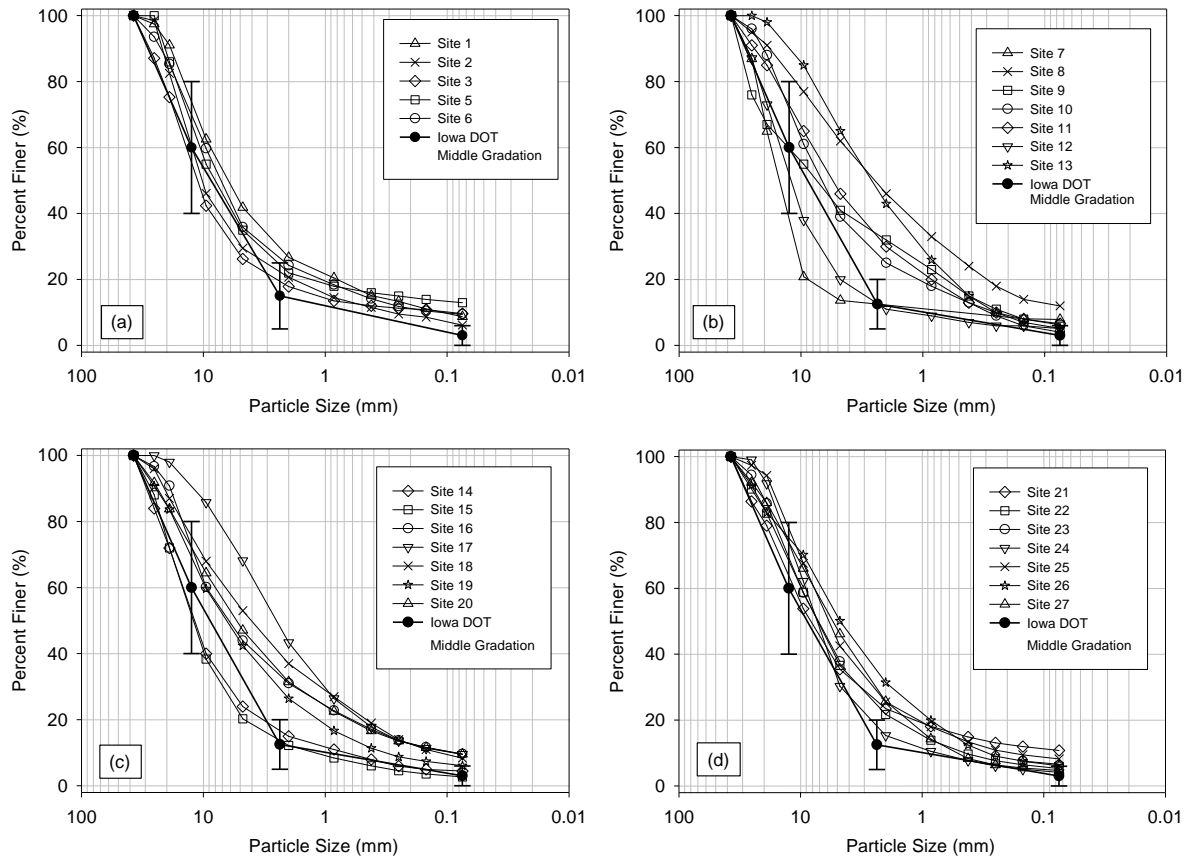 100
80
60
40
20
0
Percent Finer (%)
Site 1
Site 2
Site 3
Site 5
Site 6
Iowa DOT
Middle Gradation
(a)
100
10
1
0.1
0.01
Particle Size (mm)
100
80
60
40
20
0
Percent Finer (%)
Site 7
Site 8
Site 9
Site 10
Site 11
Site 12
Site 13
Iowa DOT
Middle Gradation
(b)
100
10
1
0.1
0.01
Particle Size (mm)
100
80
60
40
20
0
Percent Finer (%)
Site 14
Site 15
Site 16
Site 17
Site 18
Site 19
Site 20
Iowa DOT
Middle Gradation
(c)
100
10
1
0.1
0.01
Particle Size (mm)
100
80
60
40
20
0
Percent Finer (%)
Site 21
Site 22
Site 23
Site 24
Site 25
Site 26
Site 27
Iowa DOT
Middle Gradation
(d)
100
10
1
0.1
0.01
Particle Size (mm)